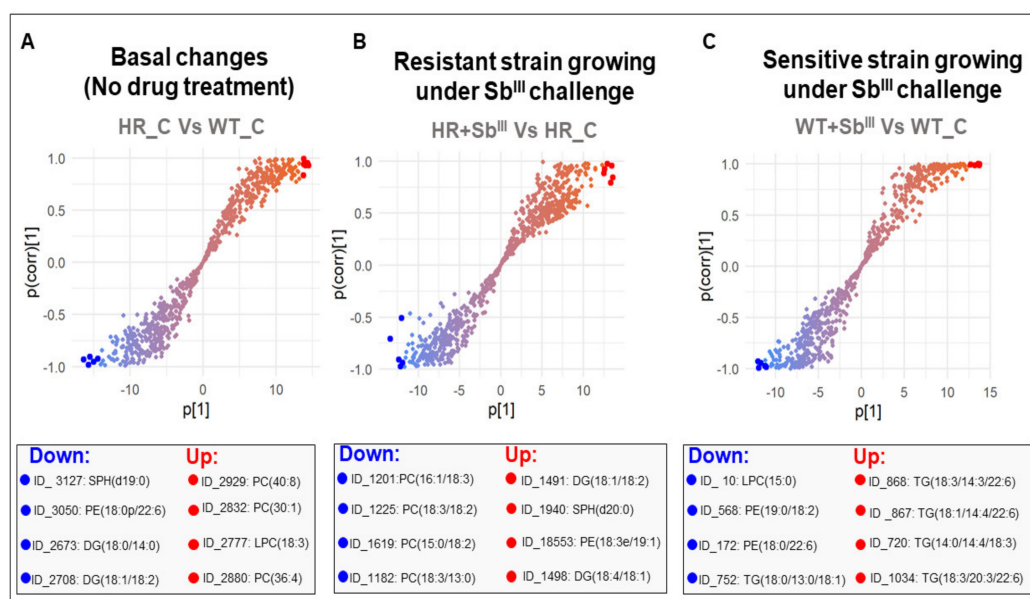 A
Basal changes
(No drug treatment)
HR_C Vs WT_C
1.0
0.5
0.0
-0.5
-1.0
p(corr)[1]
-10
0
10
p[1]
B
Resistant strain growing
under Sbᴵᴵᴵ challenge
HR+Sbᴵᴵᴵ Vs HR_C
1.0
0.5
0.0
-0.5
-1.0
p(corr)[1]
-10
-5
0
5
10
p[1]
C
Sensitive strain growing
under Sbᴵᴵᴵ challenge
WT+Sbᴵᴵᴵ Vs WT_C
1.0
0.5
0.0
-0.5
-1.0
p(corr)[1]
-10
-5
0
5
10
15
p[1]
Down: Up:
ID_ 3127: SPH(d19:0) ID_2929: PC(40:8)
ID_3050: PE(18:0p/22:6) ID_2832: PC(30:1)
ID_2673: DG(18:0/14:0) ID_2777: LPC(18:3)
ID_2708: DG(18:1/18:2) ID_2880: PC(36:4)
Down: Up:
ID_1201:PC(16:1/18:3) ID_1491: DG(18:1/18:2)
ID_1225: PC(18:3/18:2) ID_1940: SPH(d20:0)
ID_1619: PC(15:0/18:2) ID_18553: PE(18:3e/19:1)
ID_1182: PC(18:3/13:0) ID_1498: DG(18:4/18:1)
Down: Up:
ID_ 10: LPC(15:0) ID_868: TG(18:3/14:3/22:6)
ID_568: PE(19:0/18:2) ID _867: TG(18:1/14:4/22:6)
ID_172: PE(18:0/22:6) ID_720: TG(14:0/14:4/18:3)
ID_752: TG(18:0/13:0/18:1) ID_1034: TG(18:3/20:3/22:6)